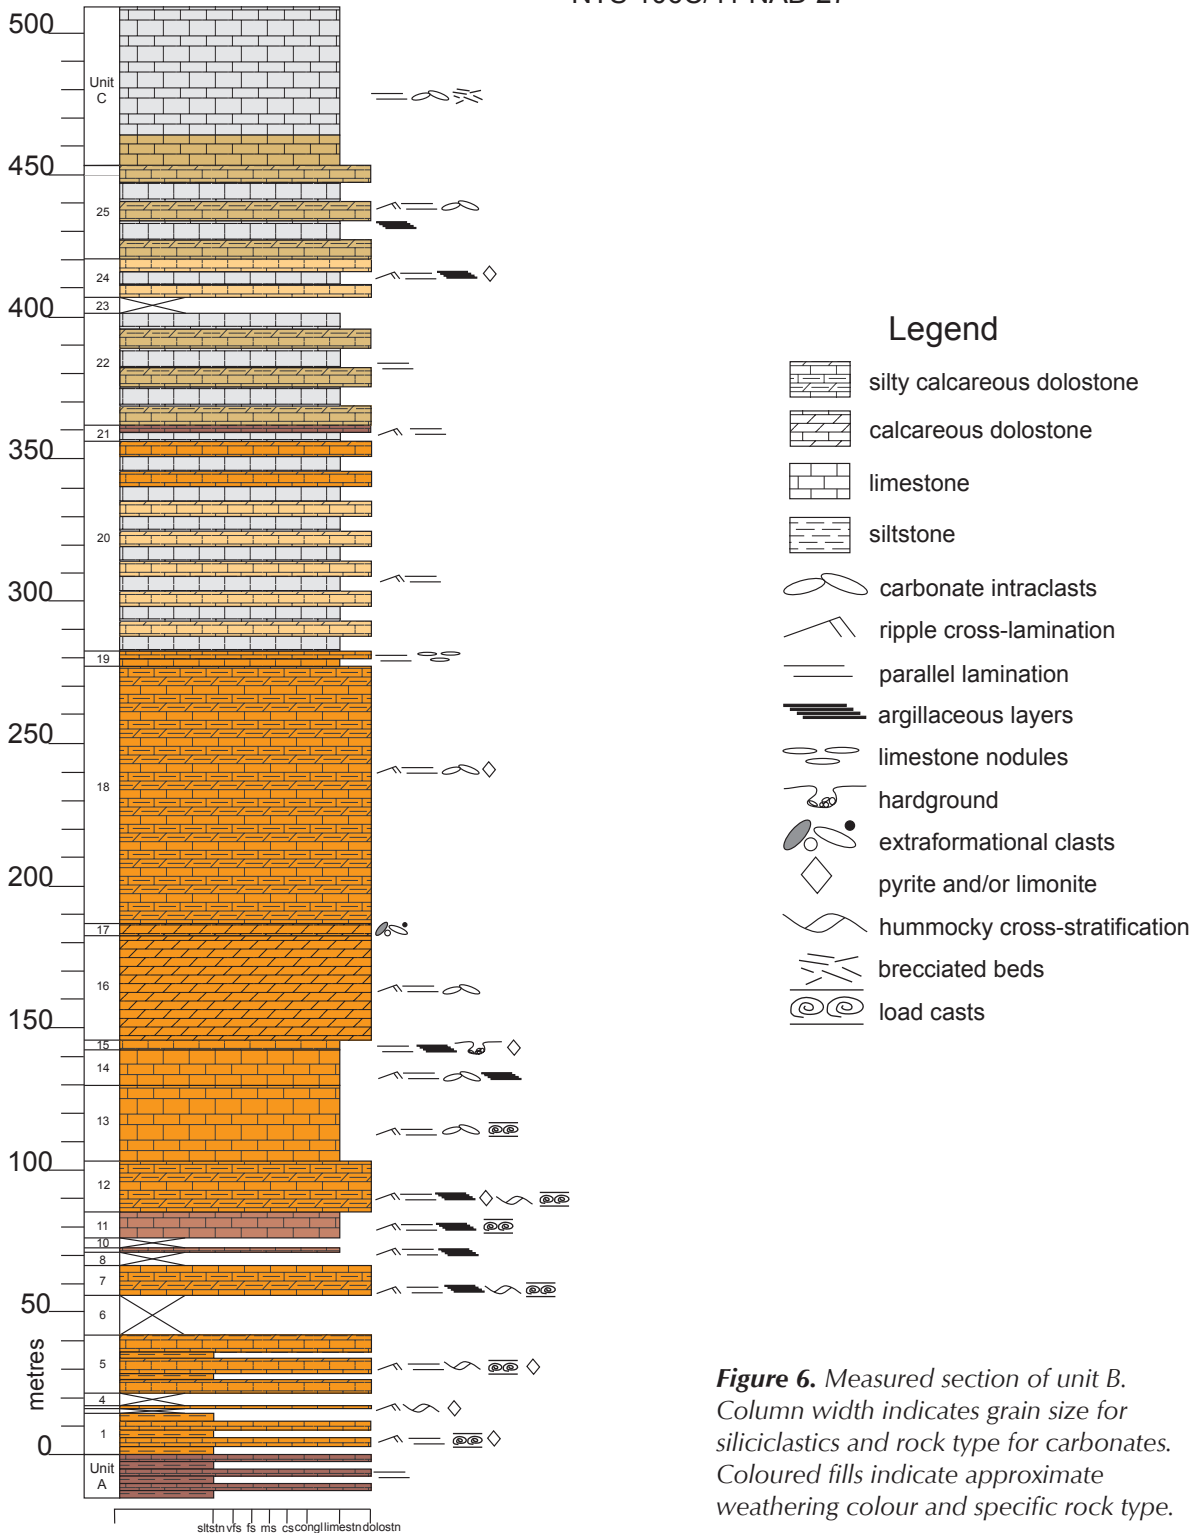 500
450
400
350
300
250
200
150
100
50
0
metres
Unit
C
25
24
23
22
21
20
19
18
17
16
15
14
13
12
11
10
8
7
6
5
4
1
Unit
A
sltstn vfs fs ms cs congl limestn dolostn
Legend
silty calcareous dolostone
calcareous dolostone
limestone
siltstone
carbonate intraclasts
ripple cross-lamination
parallel lamination
argillaceous layers
limestone nodules
hardground
extraformational clasts
pyrite and/or limonite
hummocky cross-stratification
brecciated beds
load casts
Figure 6. Measured section of unit B.
Column width indicates grain size for
siliciclastics and rock type for carbonates.
Coloured fills indicate approximate
weathering colour and specific rock type.